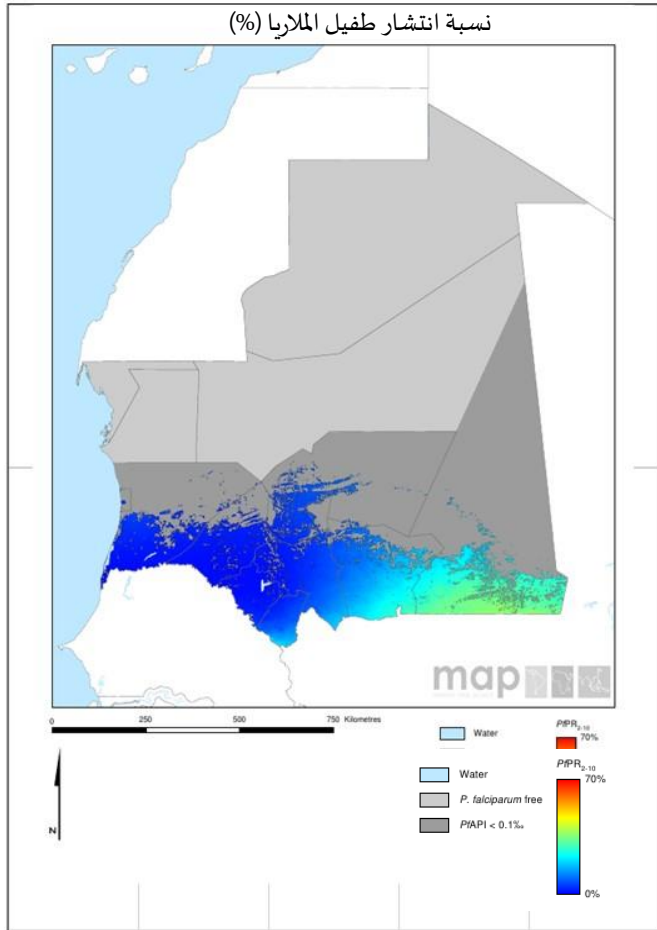 نسبة انتشار طفيل الملاريا (%)
map
0 250 500 750 Kilometres
Water
PfPR2-10
70%
Water
P. falciparum free
PfAPI < 0.1‰
PfPR2-10
70%
0%
N